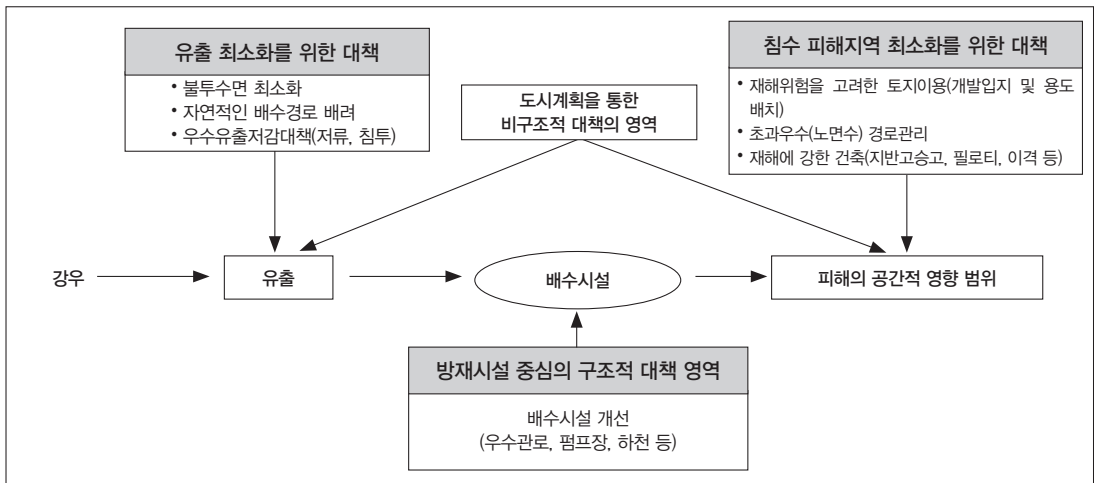 유출 최소화를 위한 대책
• 불투수면 최소화
• 자연적인 배수경로 배려
• 우수유출저감대책(저류, 침투)
도시계획을 통한
비구조적 대책의 영역
침수 피해지역 최소화를 위한 대책
• 재해위험을 고려한 토지이용(개발입지 및 용도
배치)
• 초과우수(노면수) 경로관리
• 재해에 강한 건축(지반고승고, 필로티, 이격 등)
강우
유출
배수시설
피해의 공간적 영향 범위
방재시설 중심의 구조적 대책 영역
배수시설 개선
(우수관로, 펌프장, 하천 등)